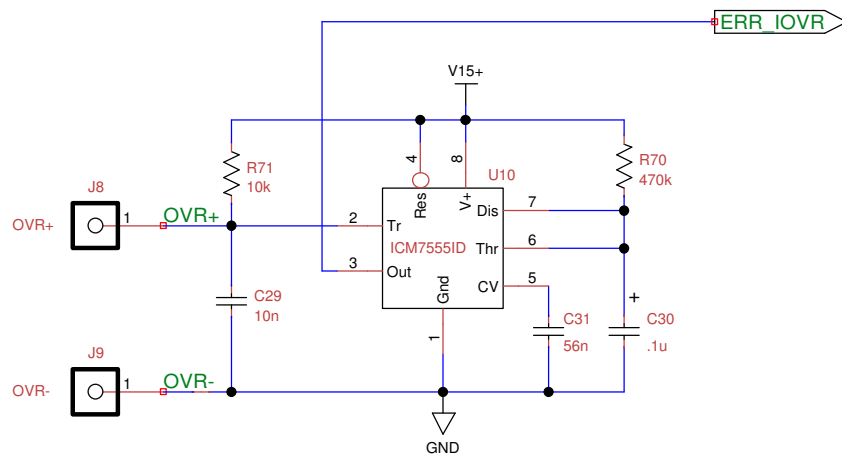 ERR_IOVR
V15+
R71
10k
4
8
R70
470k
U10
J8
Res
V+
OVR+
1
OVR+
2
Tr
Dis
7
ICM7555ID
Thr
6
3
Out
CV
5
Gnd
C29
10n
+
C31
56n
C30
.1u
1
J9
OVR-
1
OVR-
GND